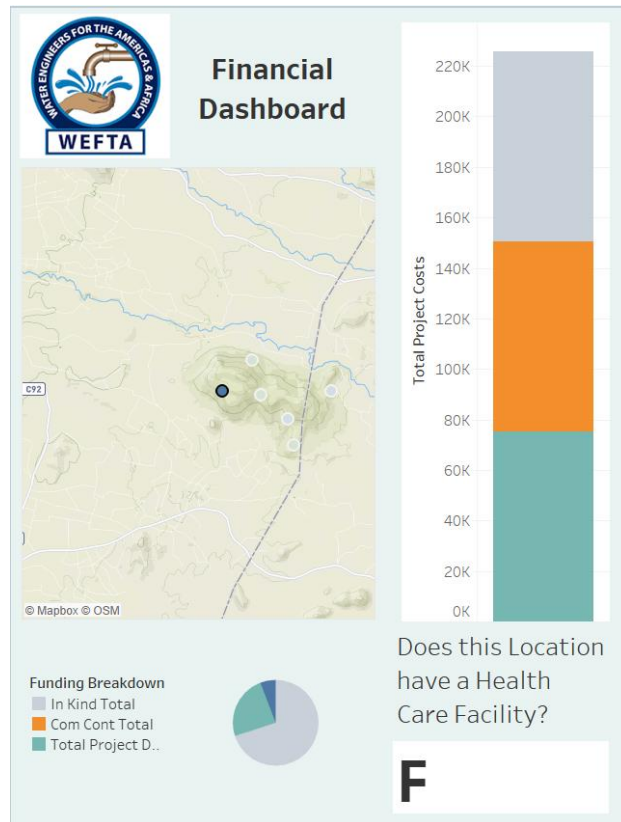 WATER ENGINEERS FOR THE AMERICAS & AFRICA
WEFTA
Financial
Dashboard
C92
© Mapbox © OSM
Total Project Costs
220K
200K
180K
160K
140K
120K
100K
80K
60K
40K
20K
0K
Funding Breakdown
In Kind Total
Com Cont Total
Total Project D..
Does this Location
have a Health
Care Facility?
F